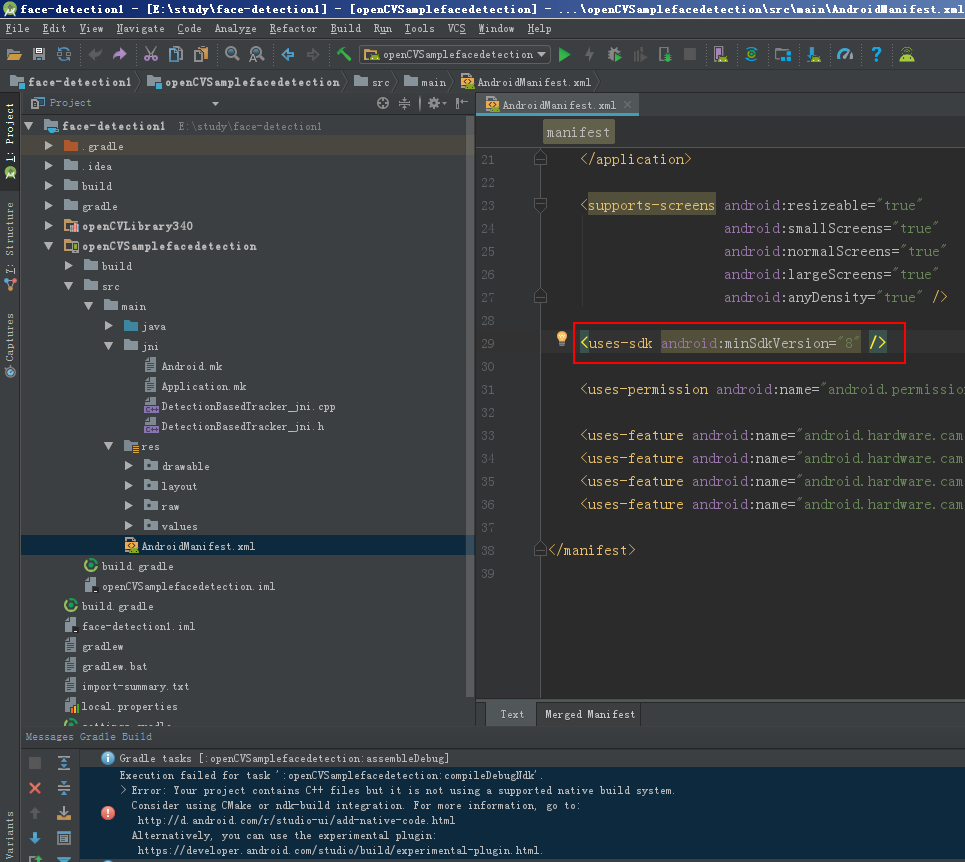 face-detection1 - [E:\study\face-detection1] - [openCVSamplefacedetection] - ...\openCVSamplefacedetection\src\main\AndroidManifest.xml
File Edit View Navigate Code Analyze Refactor Build Run Tools VCS Window Help
openCVSamplefacedetection
face-detection1 openCVSamplefacedetection src main AndroidManifest.xml
1: Project
7: Structure
Captures
Variants
Project
face-detection1 E:\study\face-detection1
.gradle
.idea
build
gradle
openCVLibrary340
openCVSamplefacedetection
build
src
main
java
jni
Android.mk
Application.mk
DetectionBasedTracker_jni.cpp
DetectionBasedTracker_jni.h
res
drawable
layout
raw
values
AndroidManifest.xml
build.gradle
openCVSamplefacedetection.iml
build.gradle
face-detection1.iml
gradlew
gradlew.bat
import-summary.txt
local.properties
settings.gradle
AndroidManifest.xml
manifest
21 </application>
22
23 <supports-screens android:resizeable="true"
24 android:smallScreens="true"
25 android:normalScreens="true"
26 android:largeScreens="true"
27 android:anyDensity="true" />
28
29 <uses-sdk android:minSdkVersion="8" />
30
31 <uses-permission android:name="android.permissio
32
33 <uses-feature android:name="android.hardware.cam
34 <uses-feature android:name="android.hardware.cam
35 <uses-feature android:name="android.hardware.cam
36 <uses-feature android:name="android.hardware.cam
37
38 </manifest>
39
Text Merged Manifest
Messages Gradle Build
Gradle tasks [:openCVSamplefacedetection:assembleDebug]
Execution failed for task ':openCVSamplefacedetection:compileDebugNdk'.
> Error: Your project contains C++ files but it is not using a supported native build system.
Consider using CMake or ndk-build integration. For more information, go to:
http://d.android.com/r/studio-ui/add-native-code.html
Alternatively, you can use the experimental plugin:
https://developer.android.com/studio/build/experimental-plugin.html.